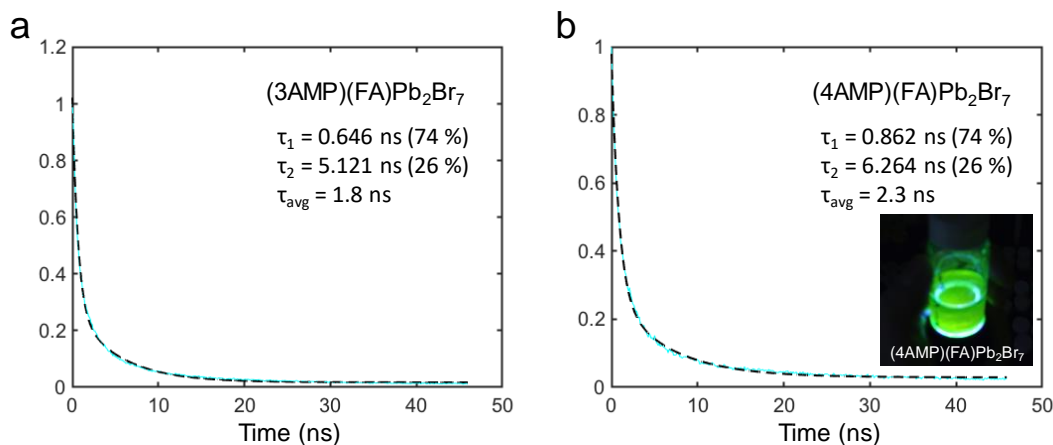 a
1.2
1
0.8
0.6
0.4
0.2
0
0 10 20 30 40 50
Time (ns)
(3AMP)(FA)Pb₂Br₇
τ₁ = 0.646 ns (74 %)
τ₂ = 5.121 ns (26 %)
τavg = 1.8 ns
b
1
0.8
0.6
0.4
0.2
0
0 10 20 30 40 50
Time (ns)
(4AMP)(FA)Pb₂Br₇
τ₁ = 0.862 ns (74 %)
τ₂ = 6.264 ns (26 %)
τavg = 2.3 ns
(4AMP)(FA)Pb₂Br₇